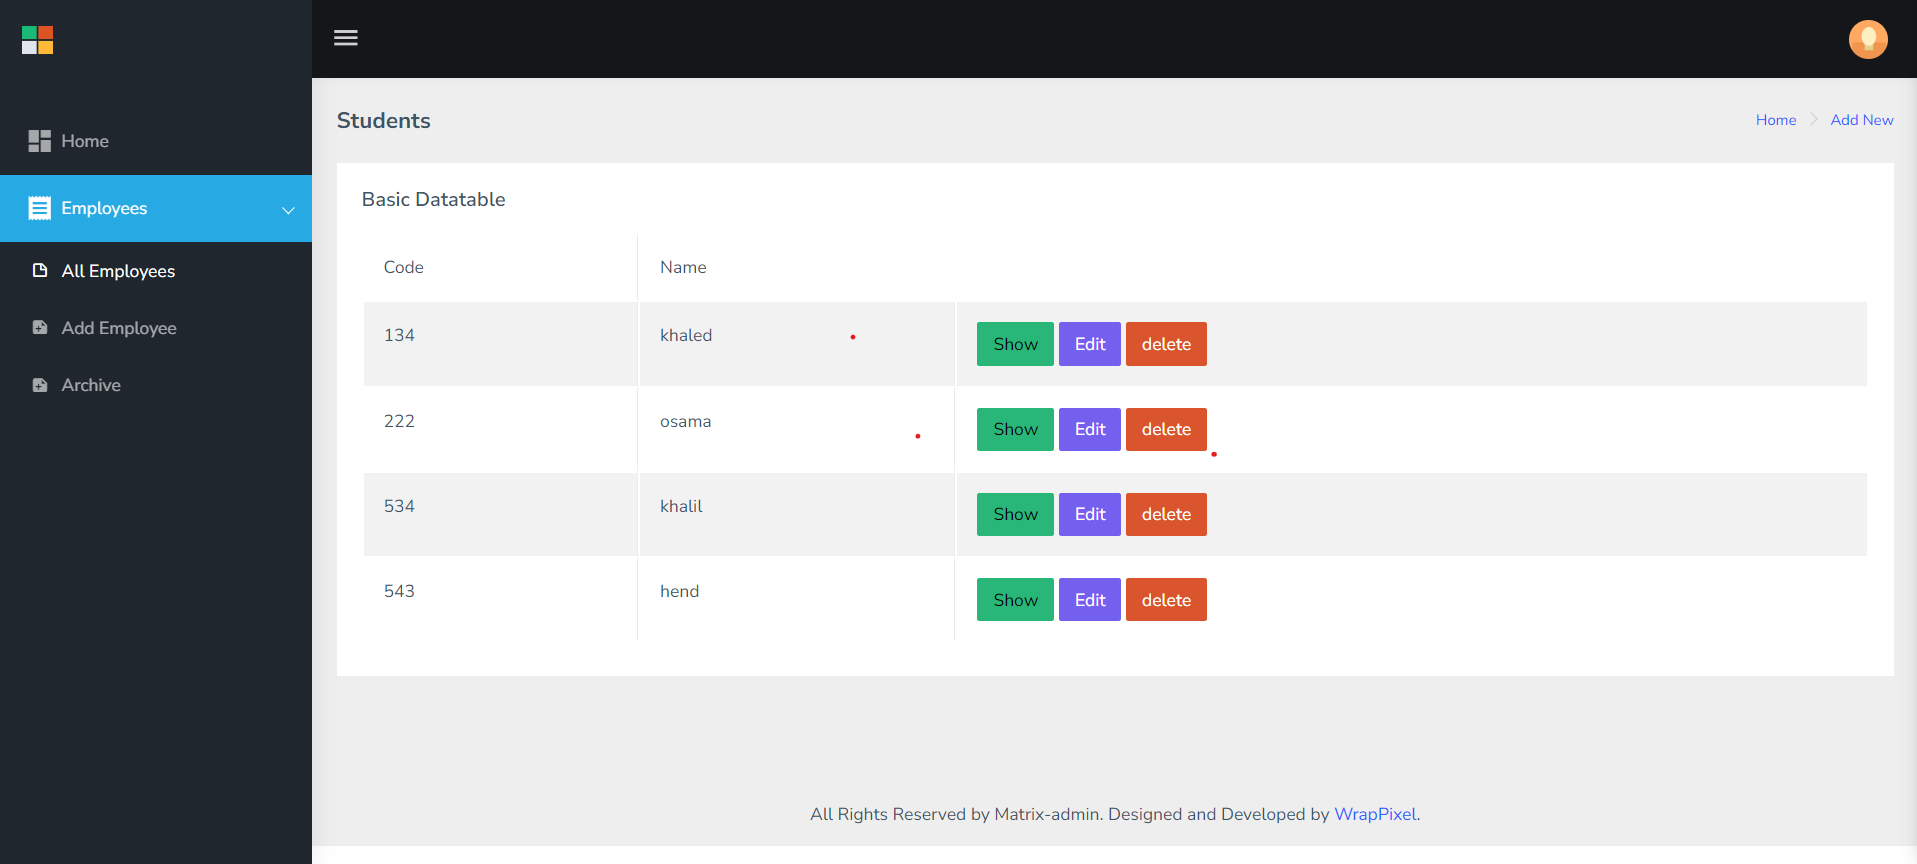 Home
Employees
All Employees
Add Employee
Archive
Students
Home
Add New
Basic Datatable
Code Name
134 khaled Show Edit delete
222 osama Show Edit delete
534 khalil Show Edit delete
543 hend Show Edit delete
All Rights Reserved by Matrix-admin. Designed and Developed by WrapPixel.